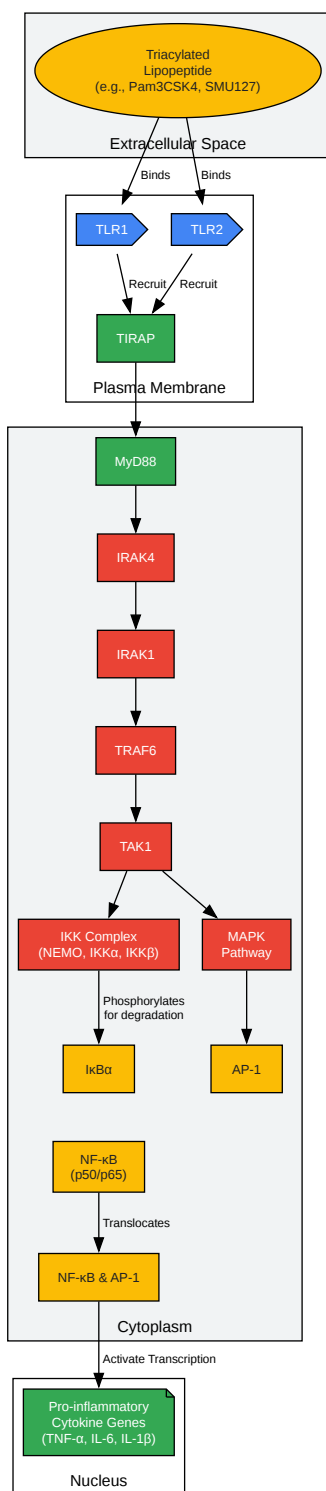 Triacylated
Lipopeptide
(e.g., Pam3CSK4, SMU127)
Extracellular Space
Binds
Binds
TLR1
TLR2
Recruit
Recruit
TIRAP
Plasma Membrane
MyD88
IRAK4
IRAK1
TRAF6
TAK1
IKK Complex
(NEMO, IKKα, IKKβ)
MAPK
Pathway
Phosphorylates
for degradation
IκBα
AP-1
NF-κB
(p50/p65)
Translocates
NF-κB & AP-1
Cytoplasm
Activate Transcription
Pro-inflammatory
Cytokine Genes
(TNF-α, IL-6, IL-1β)
Nucleus